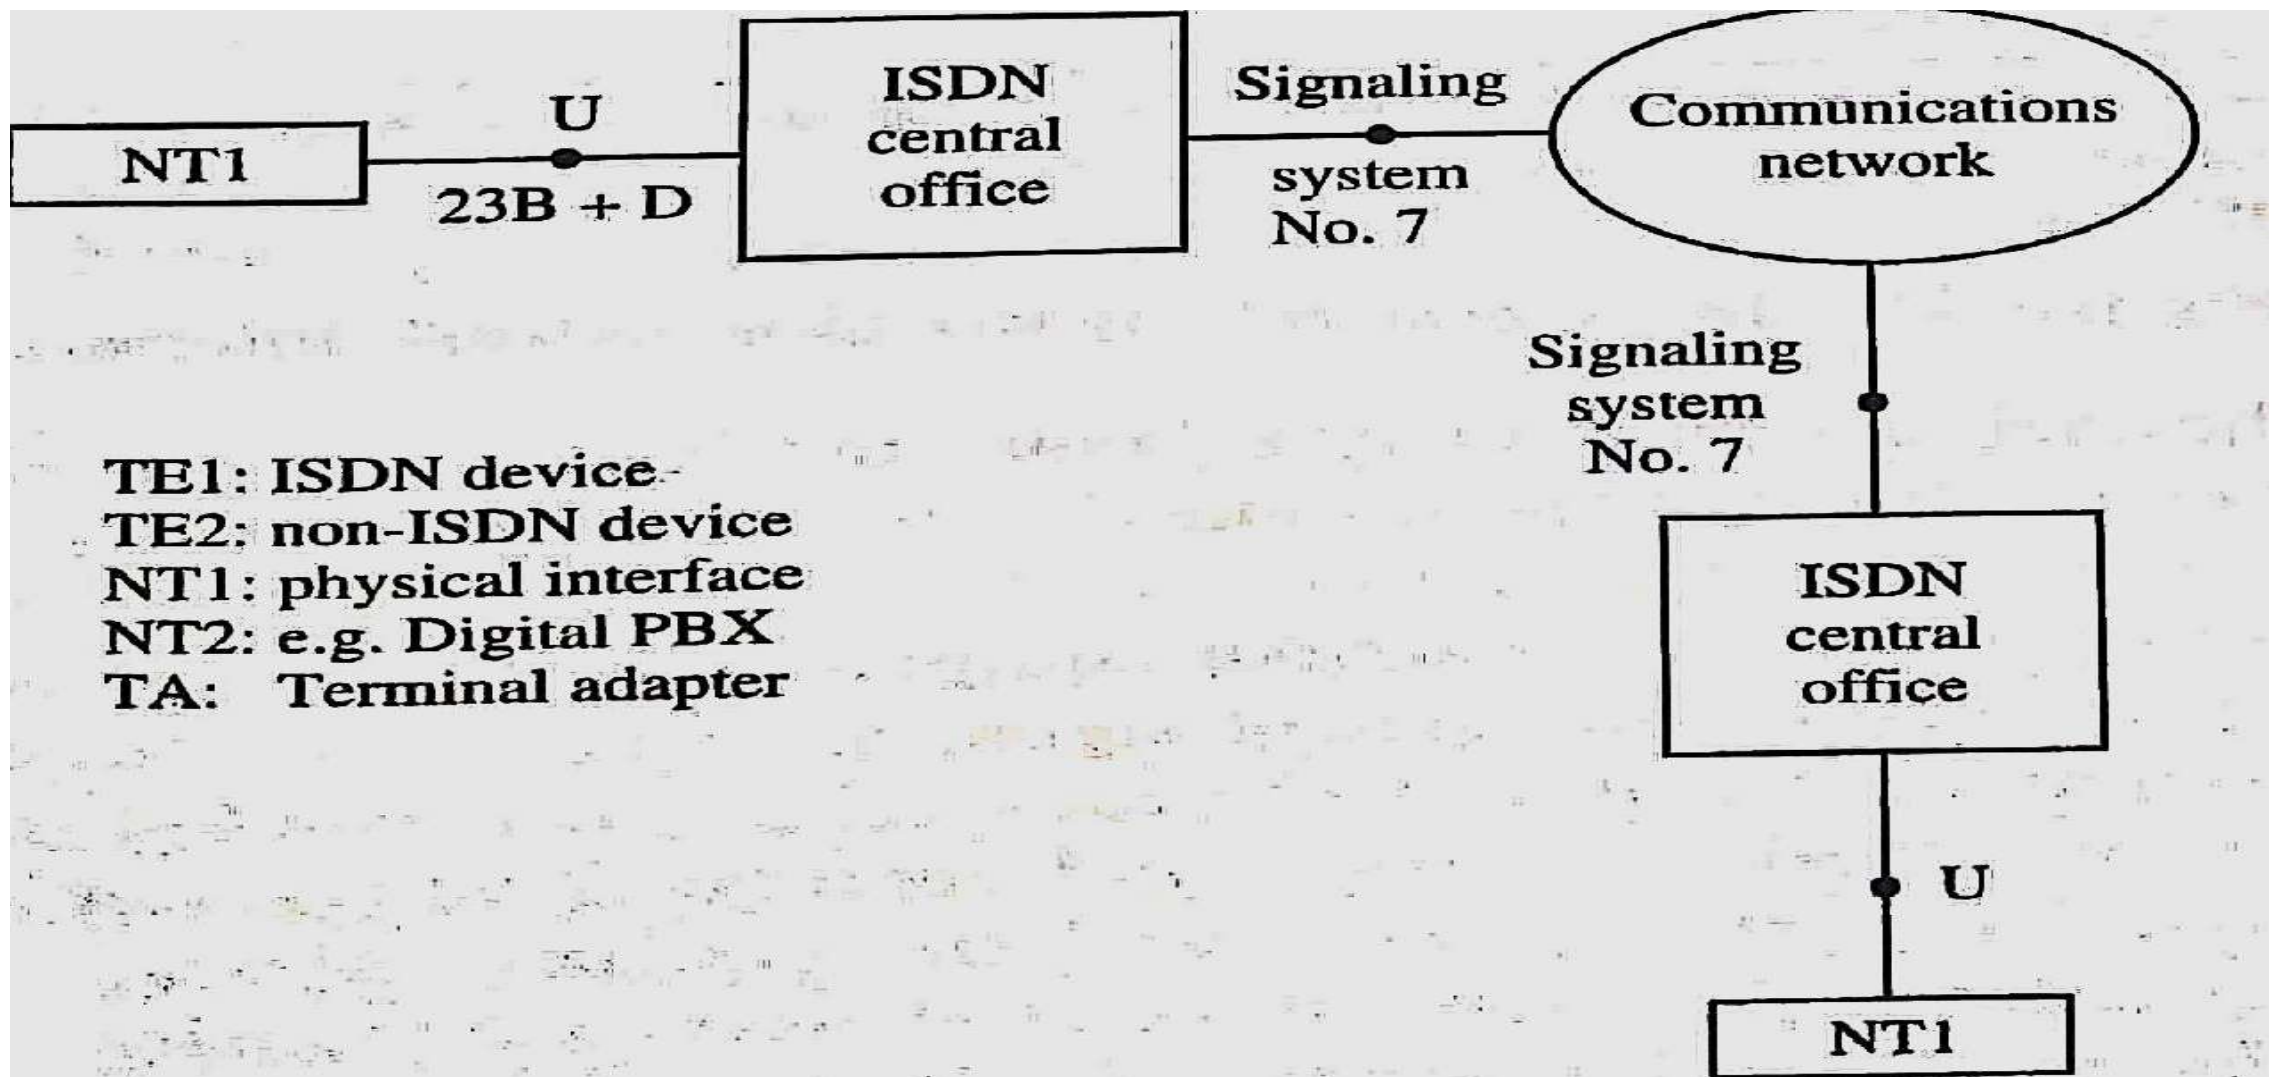 NT1
U
23B + D
ISDN
central
office
Signaling
system
No. 7
Communications
network
Signaling
system
No. 7
TE1: ISDN device
TE2: non-ISDN device
NT1: physical interface
NT2: e.g. Digital PBX
TA: Terminal adapter
ISDN
central
office
U
NT1